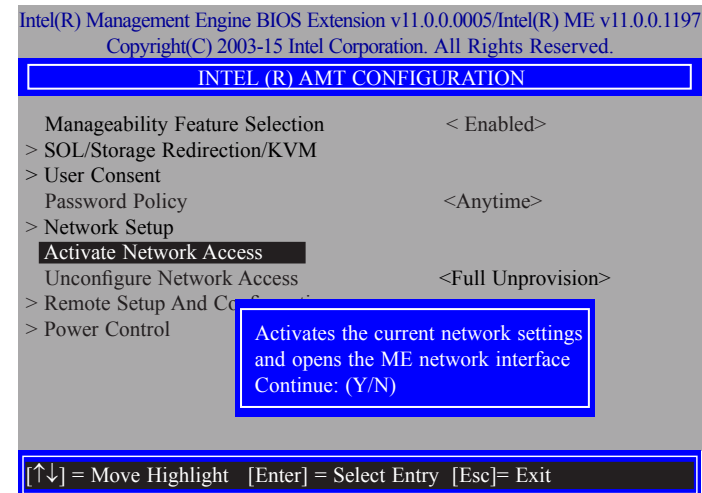 Intel(R) Management Engine BIOS Extension v11.0.0.0005/Intel(R) ME v11.0.0.1197
Copyright(C) 2003-15 Intel Corporation. All Rights Reserved.
INTEL (R) AMT CONFIGURATION
Manageability Feature Selection < Enabled>
> SOL/Storage Redirection/KVM
> User Consent
Password Policy <Anytime>
> Network Setup
Activate Network Access
Unconfigure Network Access <Full Unprovision>
> Remote Setup And
> Power Control
Activates the current network settings
and opens the ME network interface
Continue: (Y/N)
[↑↓] = Move Highlight [Enter] = Select Entry [Esc]= Exit